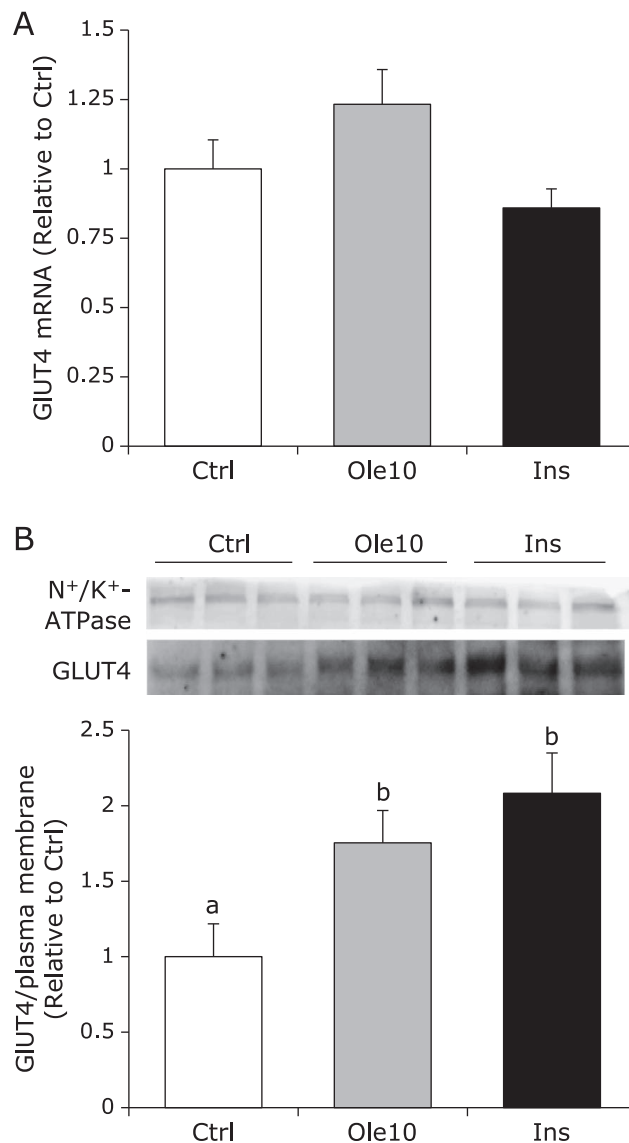 A
GlUT4 mRNA (Relative to Ctrl)
1.5
1.25
1
0.75
0.5
0.25
0
Ctrl Ole10 Ins
B
Ctrl Ole10 Ins
N+/K+-
ATPase
GLUT4
GlUT4/plasma membrane
(Relative to Ctrl)
2.5
2
1.5
1
0.5
0
a
b
b
Ctrl Ole10 Ins